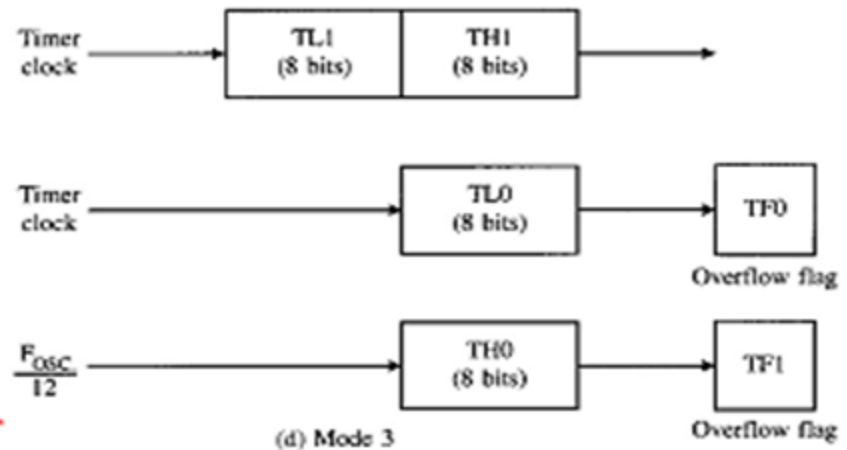 Timer
clock
TL1
(8 bits)
TH1
(8 bits)
Timer
clock
TL0
(8 bits)
TF0
Overflow flag
F_OSC
12
TH0
(8 bits)
TF1
Overflow flag
(d) Mode 3